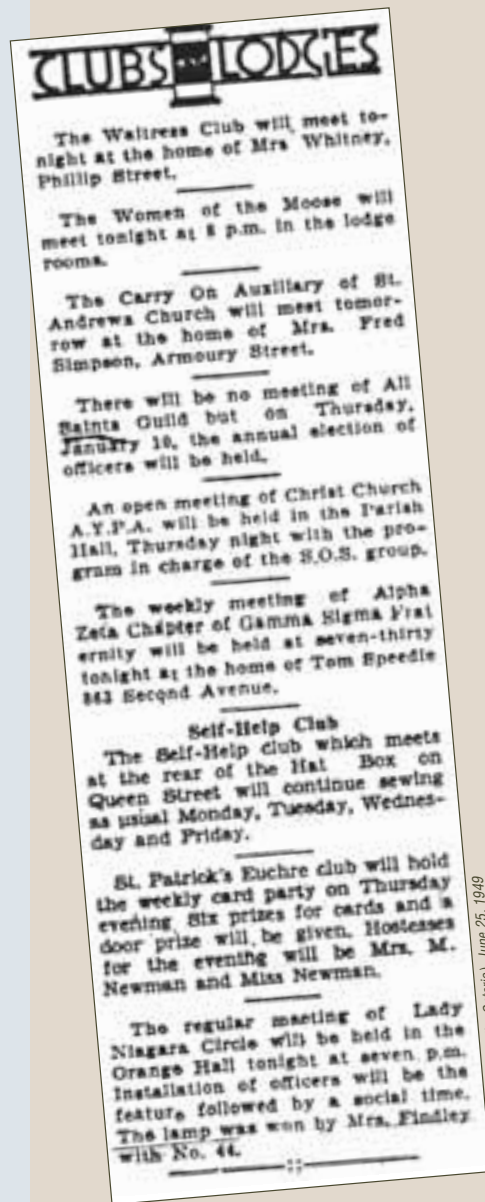 CLUBS AND LODGES
The Waitress Club will meet to-
night at the home of Mrs Whitney,
Phillip Street.
The Women of the Moose will
meet tonight at 8 p.m. in the lodge
rooms.
The Carry On Auxiliary of St.
Andrews Church will meet tomor-
row at the home of Mrs. Fred
Simpson, Armoury Street.
There will be no meeting of All
Saints Guild but on Thursday,
January 10, the annual election of
officers will be held.
An open meeting of Christ Church
A.Y.P.A. will be held in the Parish
Hall, Thursday night with the pro-
gram in charge of the S.O.S. group.
The weekly meeting of Alpha
Zeta Chapter of Gamma Sigma Frat
ernity will be held at seven-thirty
tonight at the home of Tom Speedie
Second Avenue.
Self-Help Club
The Self-Help club which meets
at the rear of the Hat Box on
Queen Street will continue sewing
as usual Monday, Tuesday, Wednes-
day and Friday.
St. Patrick's Euchre club will hold
the weekly card party on Thursday
evening Six prizes for cards and a
door prize will be given. Hostesses
for the evening will be Mrs. M.
Newman and Miss Newman.
The regular meeting of Lady
Niagara Circle will be held in the
Orange Hall tonight at seven p.m.
Installation of officers will be the
feature followed by a social time.
The lamp was won by Mrs. Findley
with No. 44.
June 25, 1949